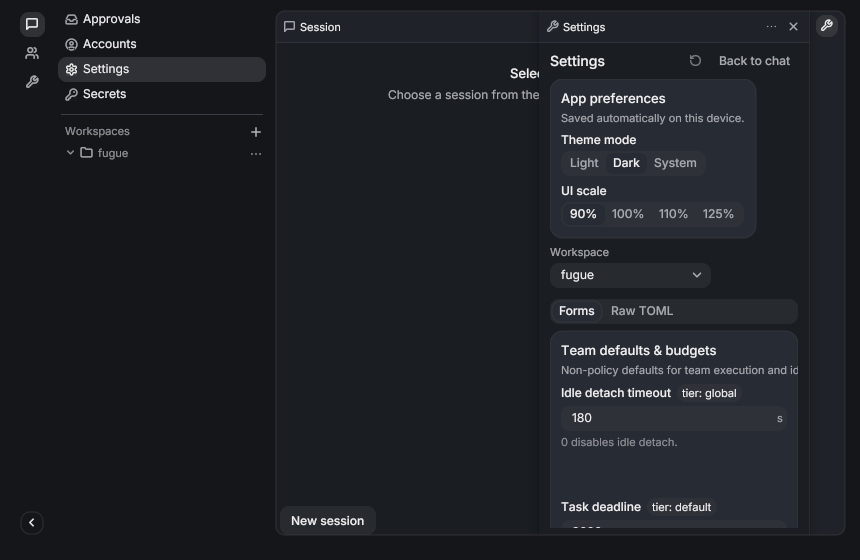 Approvals
Accounts
Settings
Secrets
Workspaces
fugue
Session
Choose a session from the
New session
Settings
Settings
Back to chat
App preferences
Saved automatically on this device.
Theme mode
Light Dark System
UI scale
90% 100% 110% 125%
Workspace
fugue
Forms Raw TOML
Team defaults & budgets
Non-policy defaults for team execution and
Idle detach timeout tier: global
180 s
0 disables idle detach.
Task deadline tier: default